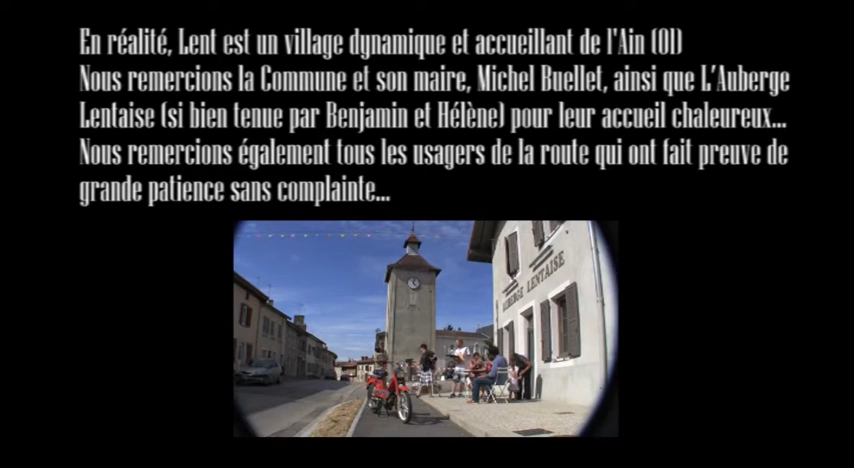 En réalité, Lent est un village dynamique et accueillant de l'Ain (01)
Nous remercions la Commune et son maire, Michel Buellet, ainsi que L'Auberge
Lentaise (si bien tenue par Benjamin et Hélène) pour leur accueil chaleureux...
Nous remercions également tous les usagers de la route qui ont fait preuve de
grande patience sans complainte...
AUBERGE LENTAISE